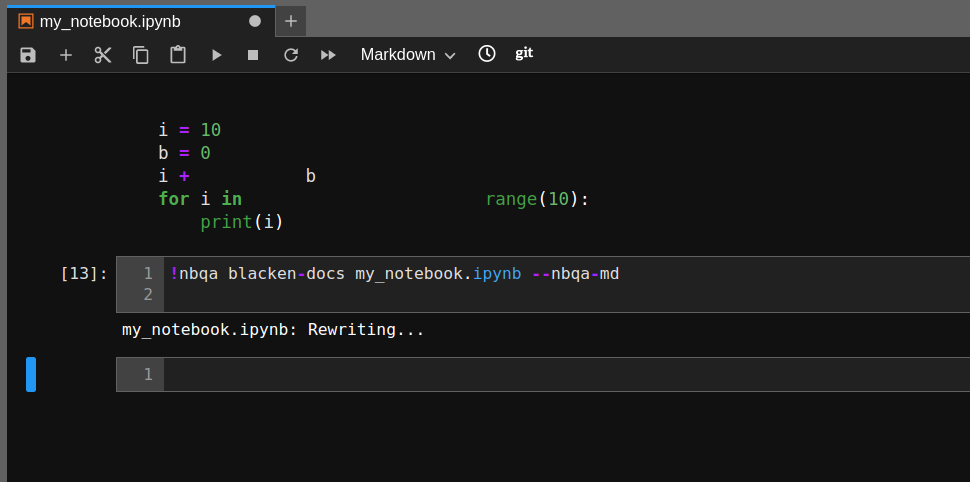 my_notebook.ipynb
Markdown git
i = 10
b = 0
i + b
for i in range(10):
print(i)
[13]: 1 !nbqa blacken-docs my_notebook.ipynb --nbqa-md
2
my_notebook.ipynb: Rewriting...
1